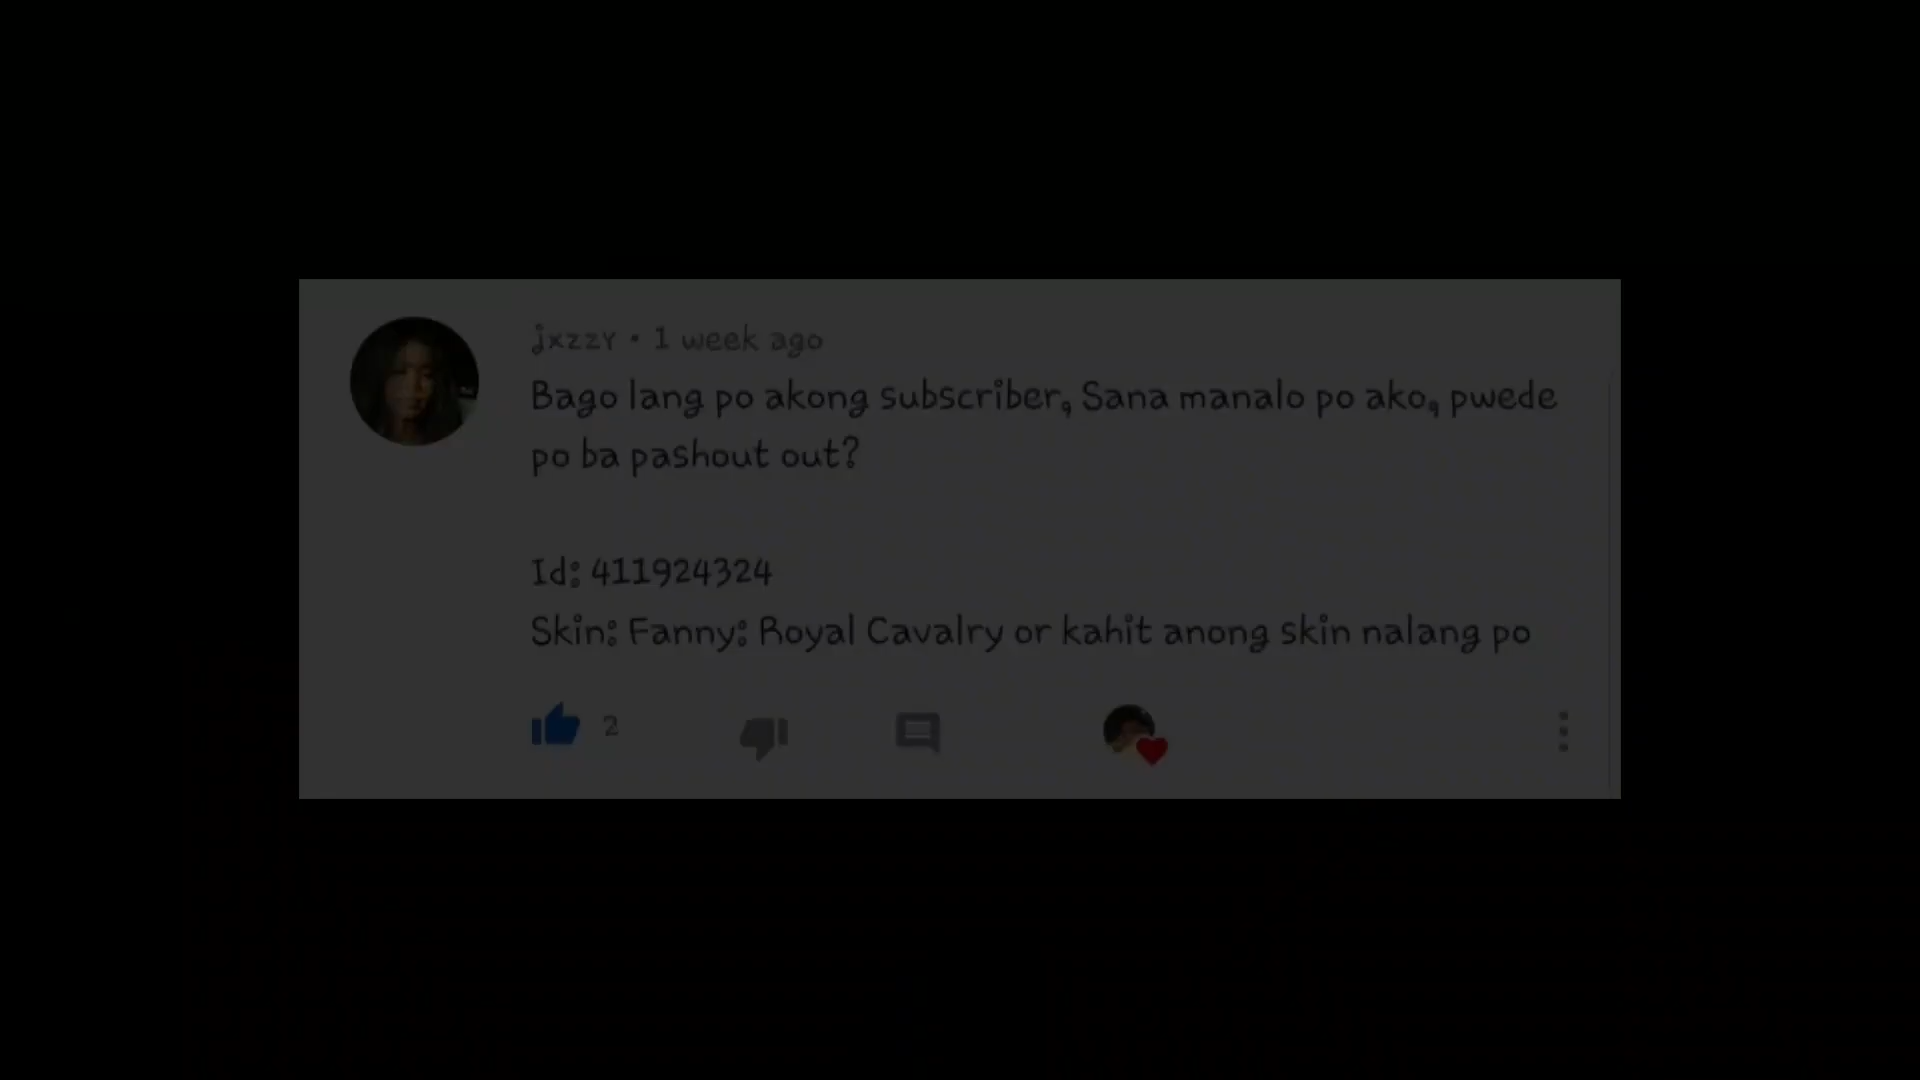 jxzzY • 1 week ago
Bago lang po akong subscriber, Sana manalo po ako, pwede
po ba pashout out?
Id: 411924324
Skin: Fanny: Royal Cavalry or kahit anong skin nalang po
2